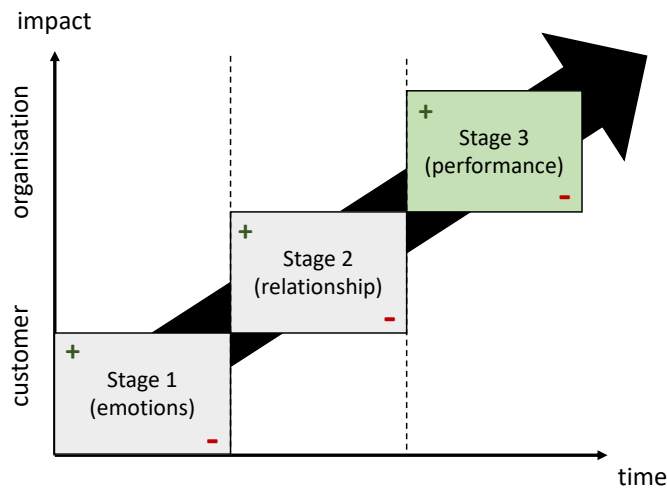 impact
organisation
customer
+
Stage 3
(performance)
-
+
Stage 2
(relationship)
-
+
Stage 1
(emotions)
-
time